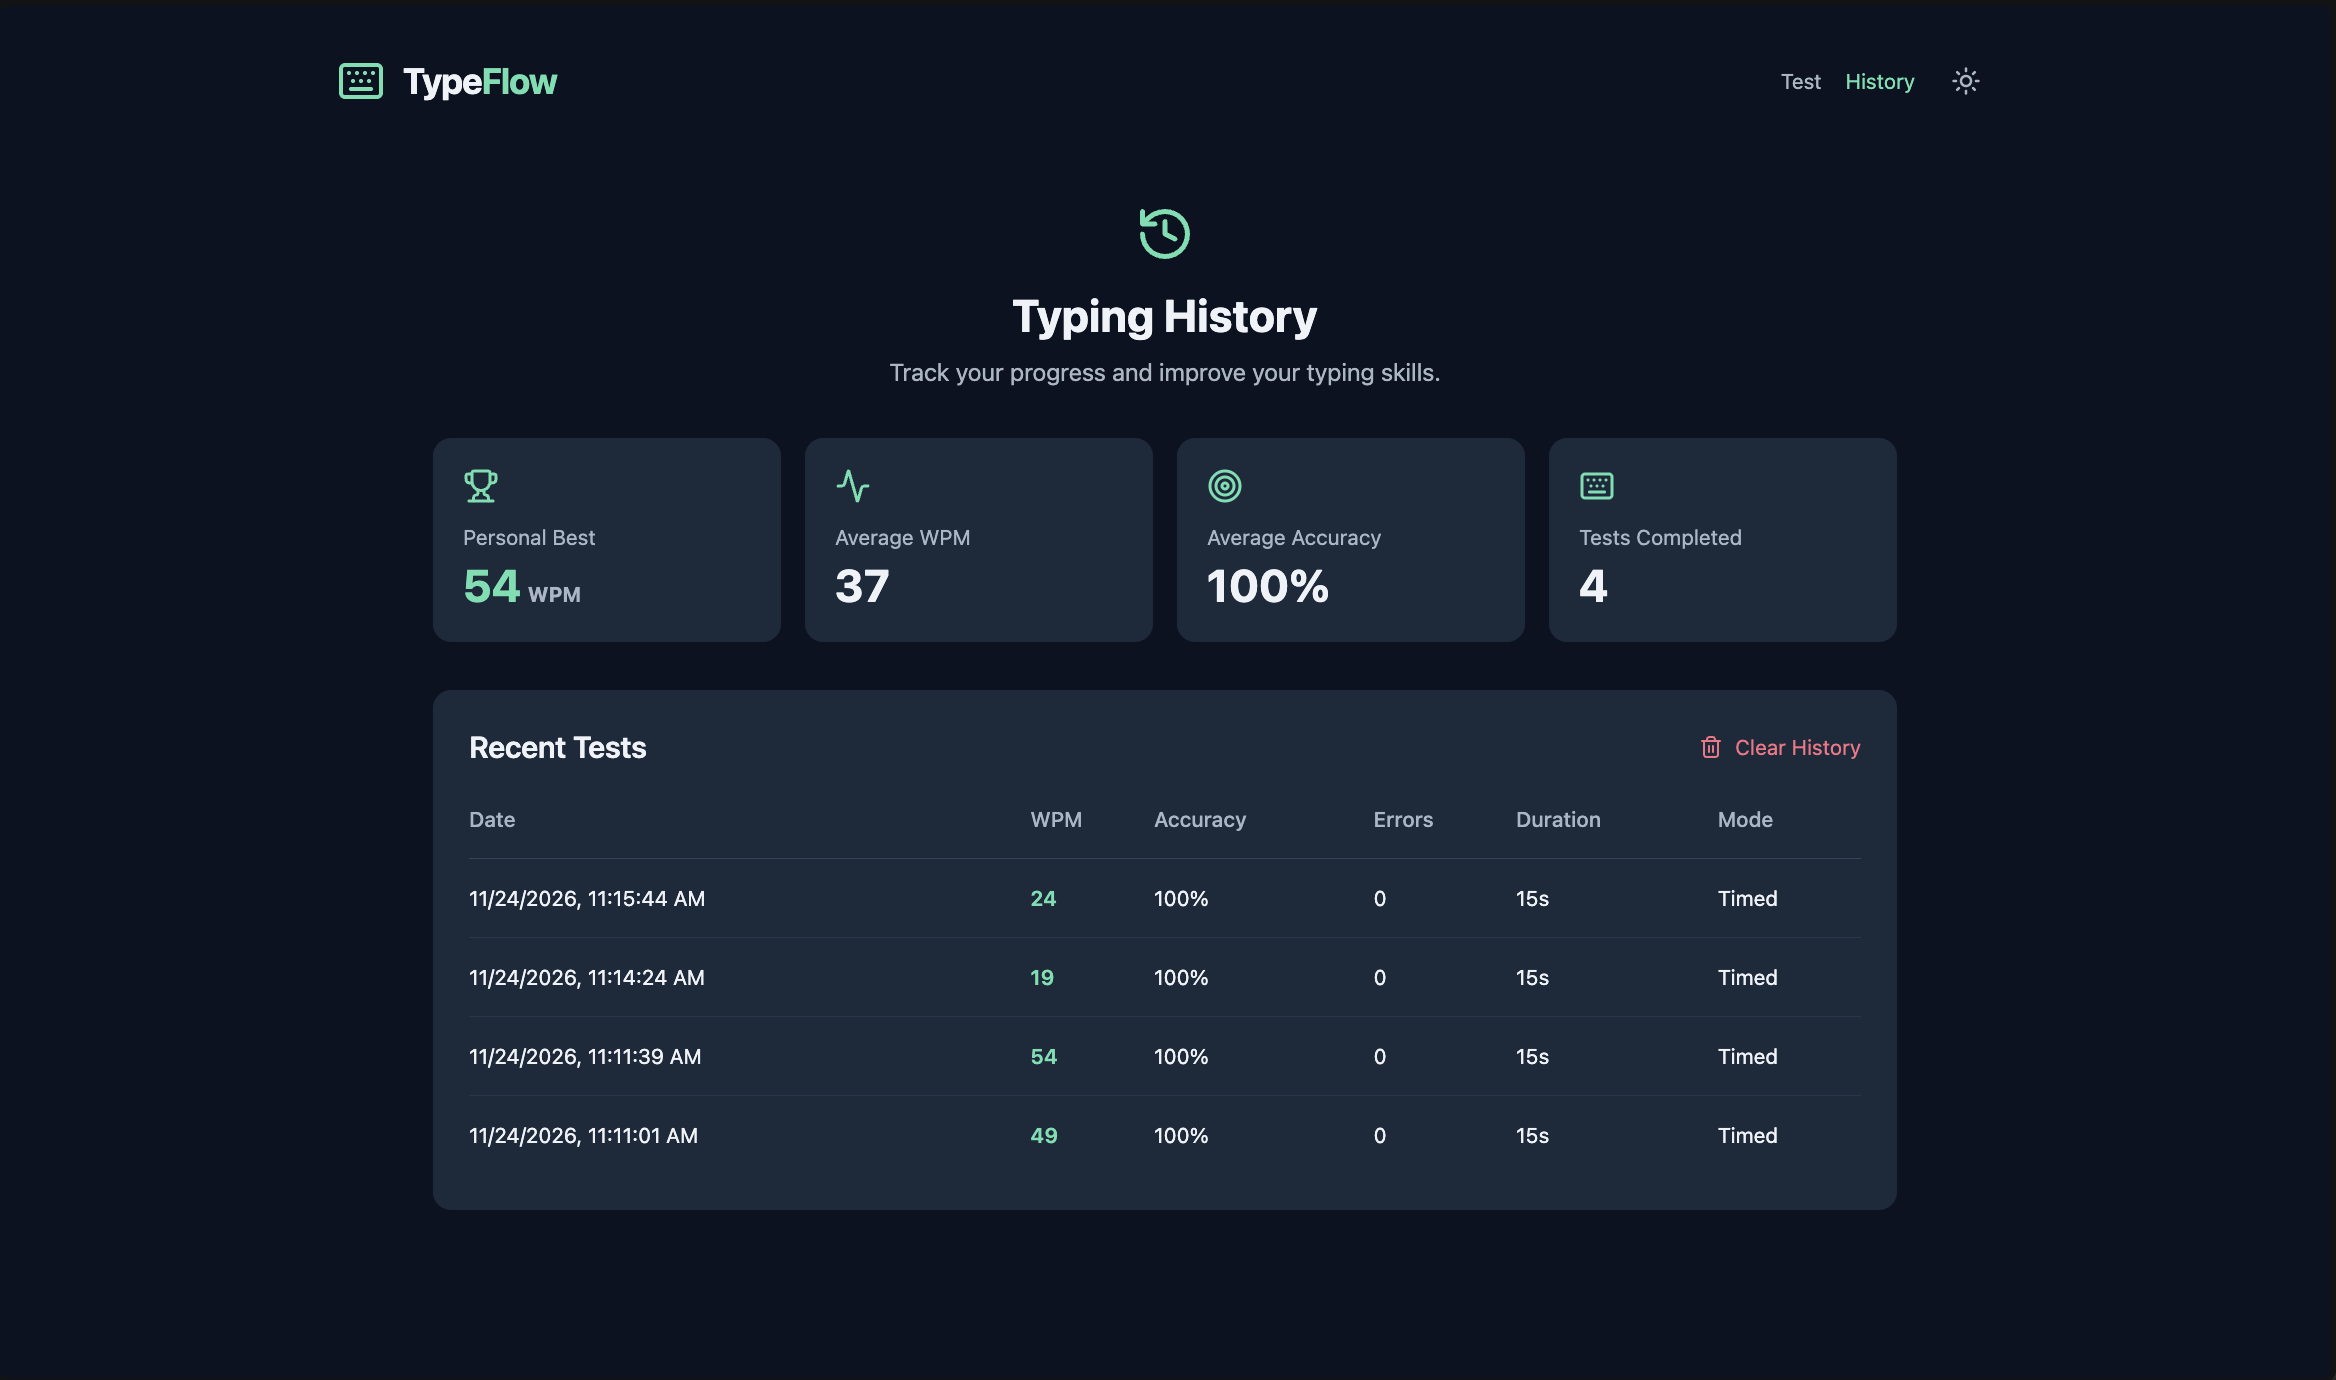 TypeFlow
Test
History
Typing History
Track your progress and improve your typing skills.
Personal Best
54 WPM
Average WPM
37
Average Accuracy
100%
Tests Completed
4
Recent Tests
Clear History
Date WPM Accuracy Errors Duration Mode
11/24/2026, 11:15:44 AM 24 100% 0 15s Timed
11/24/2026, 11:14:24 AM 19 100% 0 15s Timed
11/24/2026, 11:11:39 AM 54 100% 0 15s Timed
11/24/2026, 11:11:01 AM 49 100% 0 15s Timed